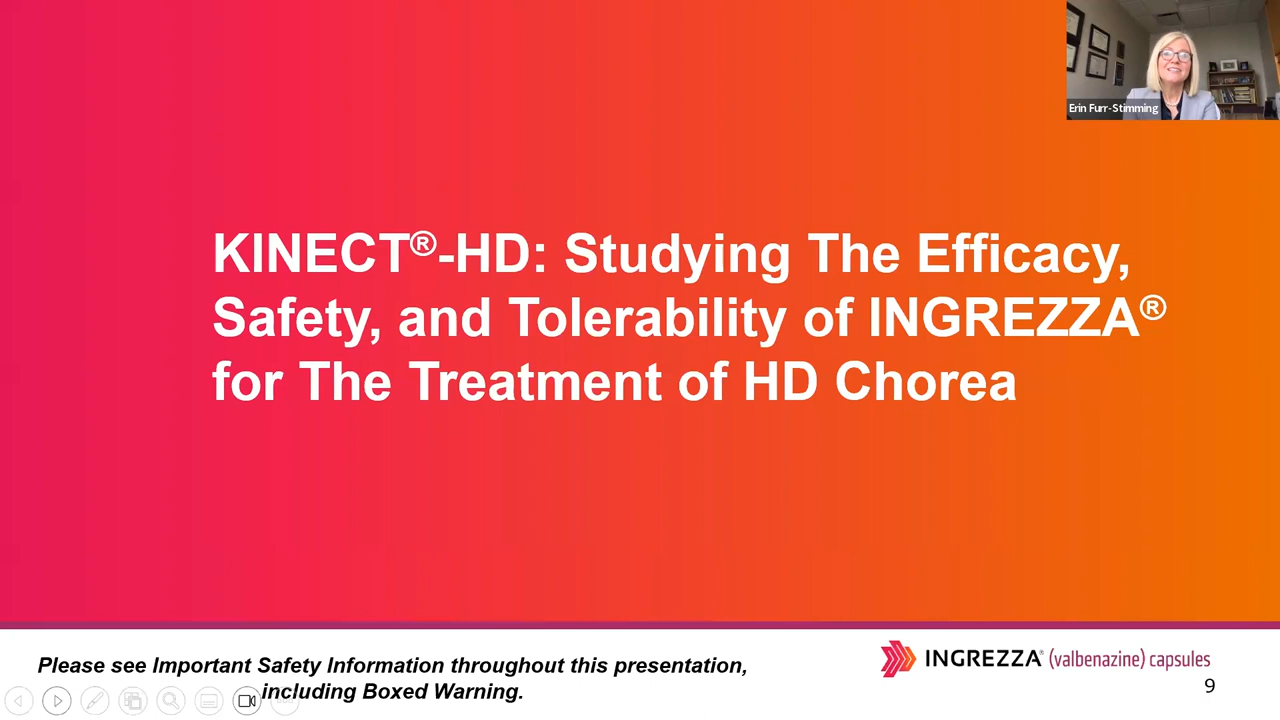 Erin Furr-Stimming
KINECT®-HD: Studying The Efficacy,
Safety, and Tolerability of INGREZZA®
for The Treatment of HD Chorea
Please see Important Safety Information throughout this presentation,
including Boxed Warning.
INGREZZA® (valbenazine) capsules
9